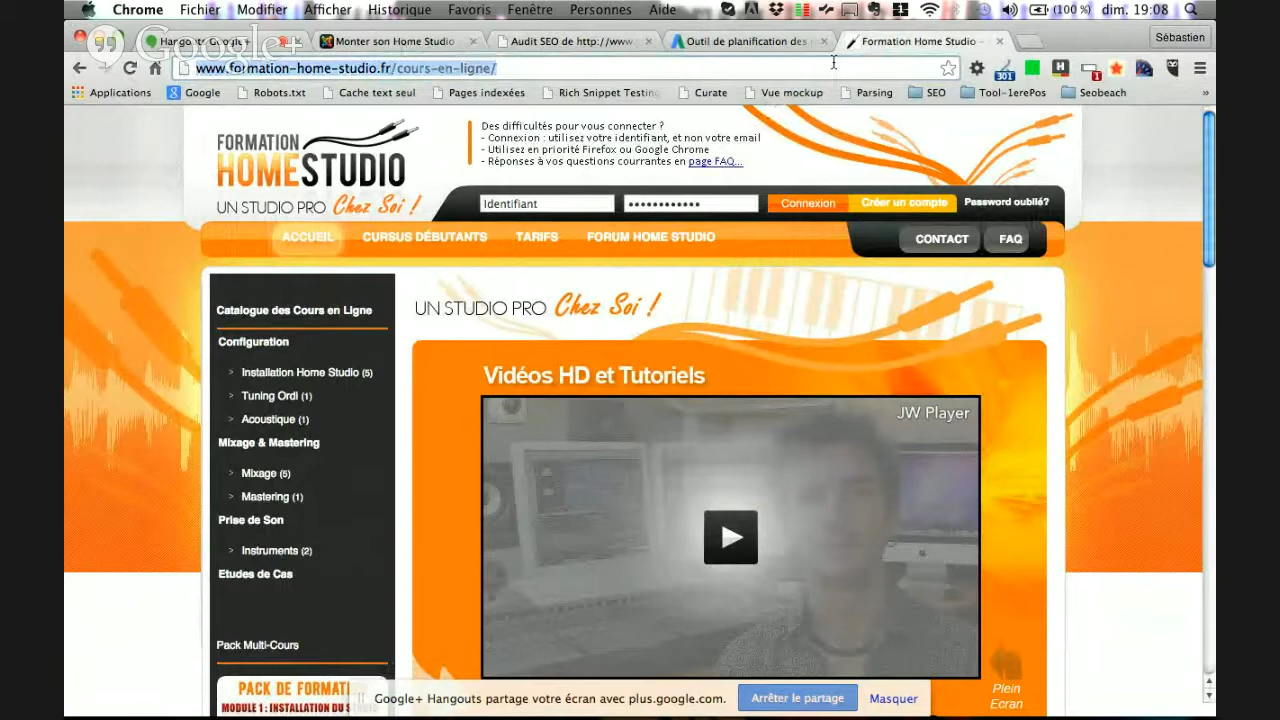 Chrome Fichier Modifier Afficher Historique Favoris Fenêtre Personnes Aide (100 %) dim. 19:08
Google+
Monter son Home Studio
Audit SEO de http://www
Outil de planification des
Formation Home Studio
Sébastien
www.formation-home-studio.fr/cours-en-ligne/
301
1
Applications Google Robots.txt Cache text seul Pages indexées Rich Snippet Testing Curate Vue mockup Parsing SEO Tool-1erePos Seobeach »
FORMATION
HOMESTUDIO
UN STUDIO PRO Chez Soi !
Des difficultés pour vous connecter ?
- Connexion : utilisez votre identifiant, et non votre email
- Utilisez en priorité Firefox ou Google Chrome
- Réponses à vos questions courrantes en page FAQ...
Identifiant •••••••••••• Connexion Créer un compte Password oublié?
ACCUEIL CURSUS DÉBUTANTS TARIFS FORUM HOME STUDIO CONTACT FAQ
Catalogue des Cours en Ligne
Configuration
> Installation Home Studio (5)
> Tuning Ordi (1)
> Acoustique (1)
Mixage & Mastering
> Mixage (5)
> Mastering (1)
Prise de Son
> Instruments (2)
Etudes de Cas
Pack Multi-Cours
PACK DE FORMATI
MODULE 1: INSTALLATION DU S
UN STUDIO PRO Chez Soi !
Vidéos HD et Tutoriels
JW Player
Plein
Ecran
Google+ Hangouts partage votre écran avec plus.google.com. Arrêter le partage Masquer